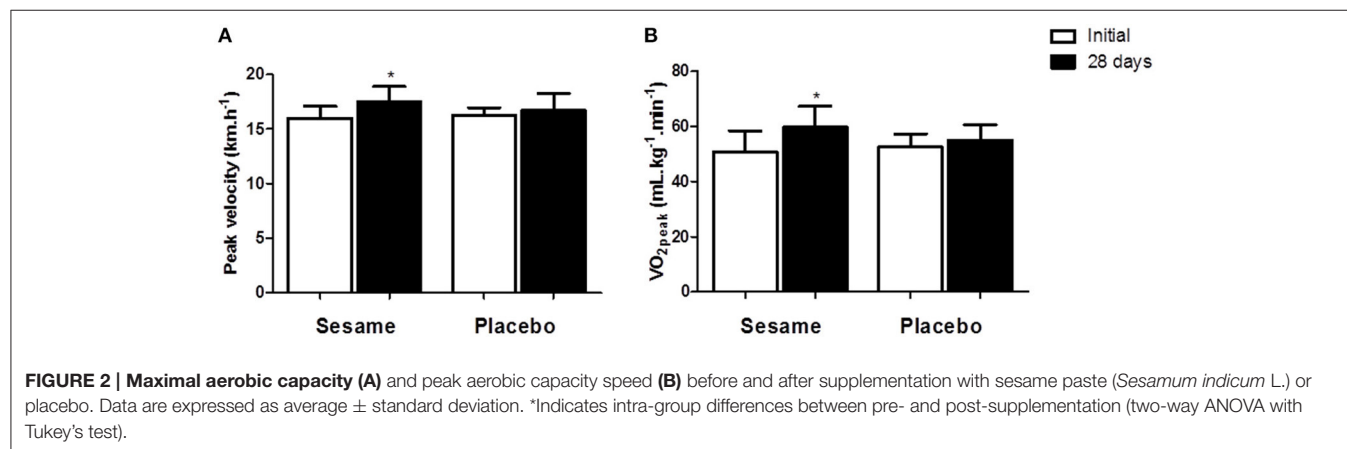 A
B
Initial
28 days
Peak velocity (km.h⁻¹)
20
15
10
5
0
*
Sesame
Placebo
VO₂peak (mL.kg⁻¹.min⁻¹)
80
60
40
20
0
*
Sesame
Placebo
FIGURE 2 | Maximal aerobic capacity (A) and peak aerobic capacity speed (B) before and after supplementation with sesame paste (Sesamum indicum L.) or
placebo. Data are expressed as average ± standard deviation. *Indicates intra-group differences between pre- and post-supplementation (two-way ANOVA with
Tukey's test).